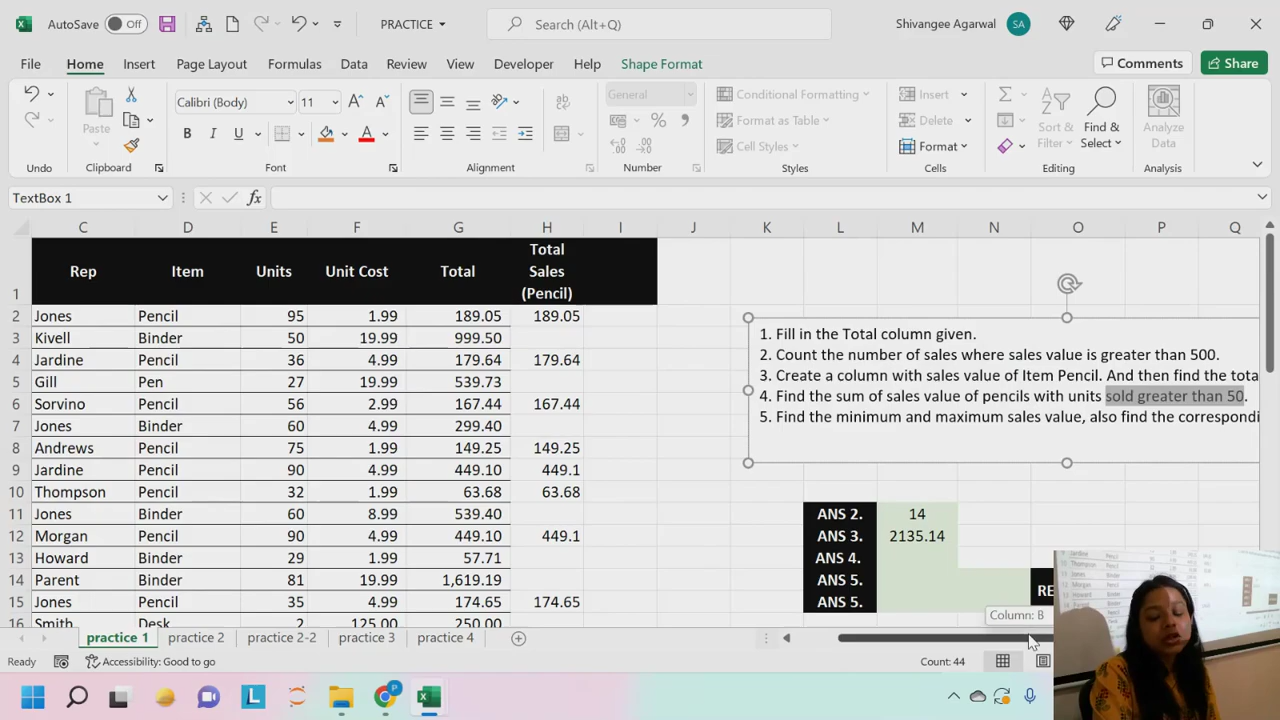 AutoSave Off PRACTICE Search (Alt+Q) Shivangee Agarwal SA
File Home Insert Page Layout Formulas Data Review View Developer Help Shape Format Comments Share
Undo
Paste
Clipboard
Calibri (Body) 11
Font
Alignment
General
Number
Conditional Formatting
Format as Table
Cell Styles
Styles
Insert
Delete
Format
Cells
Sort & Filter
Find & Select
Editing
Analyze Data
Analysis
TextBox 1
C D E F G H I J K L M N O P Q
1 Rep Item Units Unit Cost Total Total Sales (Pencil)
2 Jones Pencil 95 1.99 189.05 189.05
3 Kivell Binder 50 19.99 999.50
4 Jardine Pencil 36 4.99 179.64 179.64
5 Gill Pen 27 19.99 539.73
6 Sorvino Pencil 56 2.99 167.44 167.44
7 Jones Binder 60 4.99 299.40
8 Andrews Pencil 75 1.99 149.25 149.25
9 Jardine Pencil 90 4.99 449.10 449.1
10 Thompson Pencil 32 1.99 63.68 63.68
11 Jones Binder 60 8.99 539.40
12 Morgan Pencil 90 4.99 449.10 449.1
13 Howard Binder 29 1.99 57.71
14 Parent Binder 81 19.99 1,619.19
15 Jones Pencil 35 4.99 174.65 174.65
16 Smith Desk 2 125.00 250.00
1. Fill in the Total column given.
2. Count the number of sales where sales value is greater than 500.
3. Create a column with sales value of Item Pencil. And then find the tota
4. Find the sum of sales value of pencils with units sold greater than 50.
5. Find the minimum and maximum sales value, also find the correspondi
ANS 2. 14
ANS 3. 2135.14
ANS 4.
ANS 5. RE
ANS 5.
Column: B
practice 1 practice 2 practice 2-2 practice 3 practice 4
Ready Accessibility: Good to go Count: 44